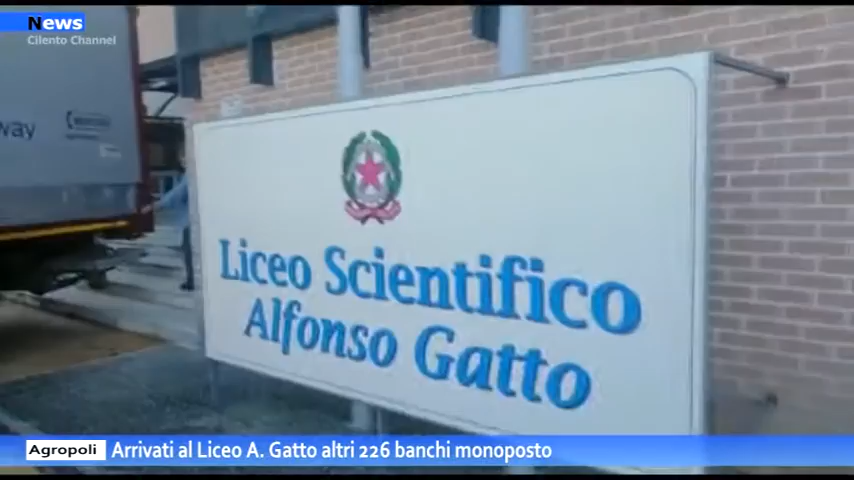 News
Cilento Channel
way
Liceo Scientifico
Alfonso Gatto
Agropoli
Arrivati al Liceo A. Gatto altri 226 banchi monoposto